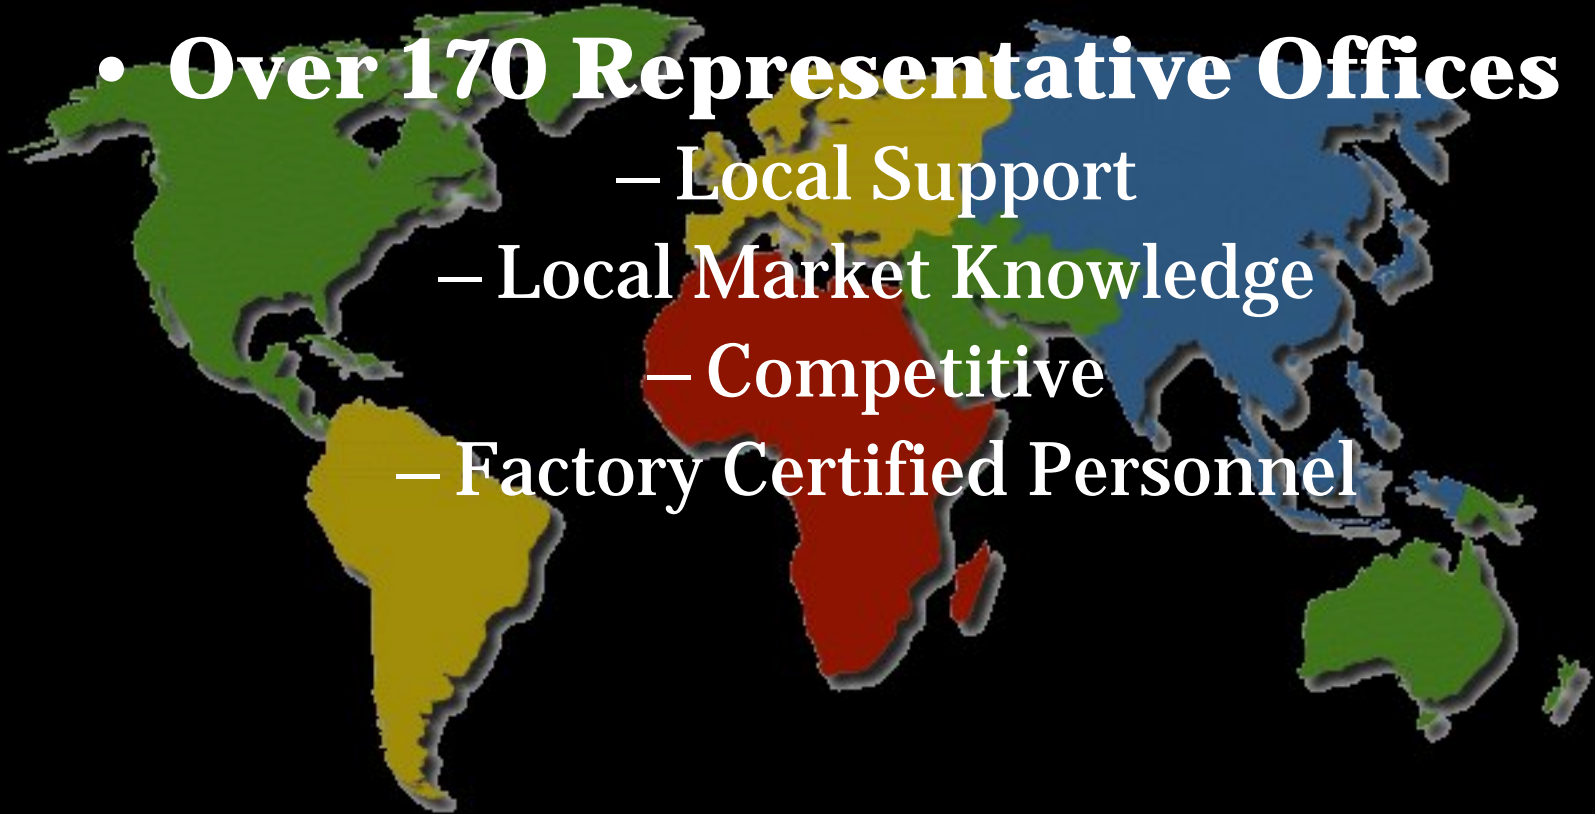 • Over 170 Representative Offices
– Local Support
– Local Market Knowledge
– Competitive
– Factory Certified Personnel